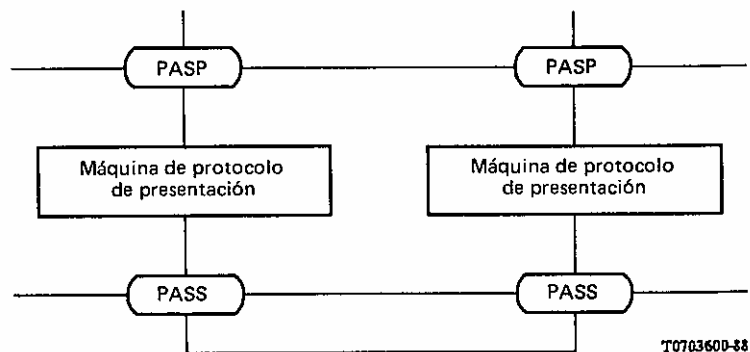 PASP
PASP
Máquina de protocolo
de presentación
Máquina de protocolo
de presentación
PASS
PASS
T0703600-88